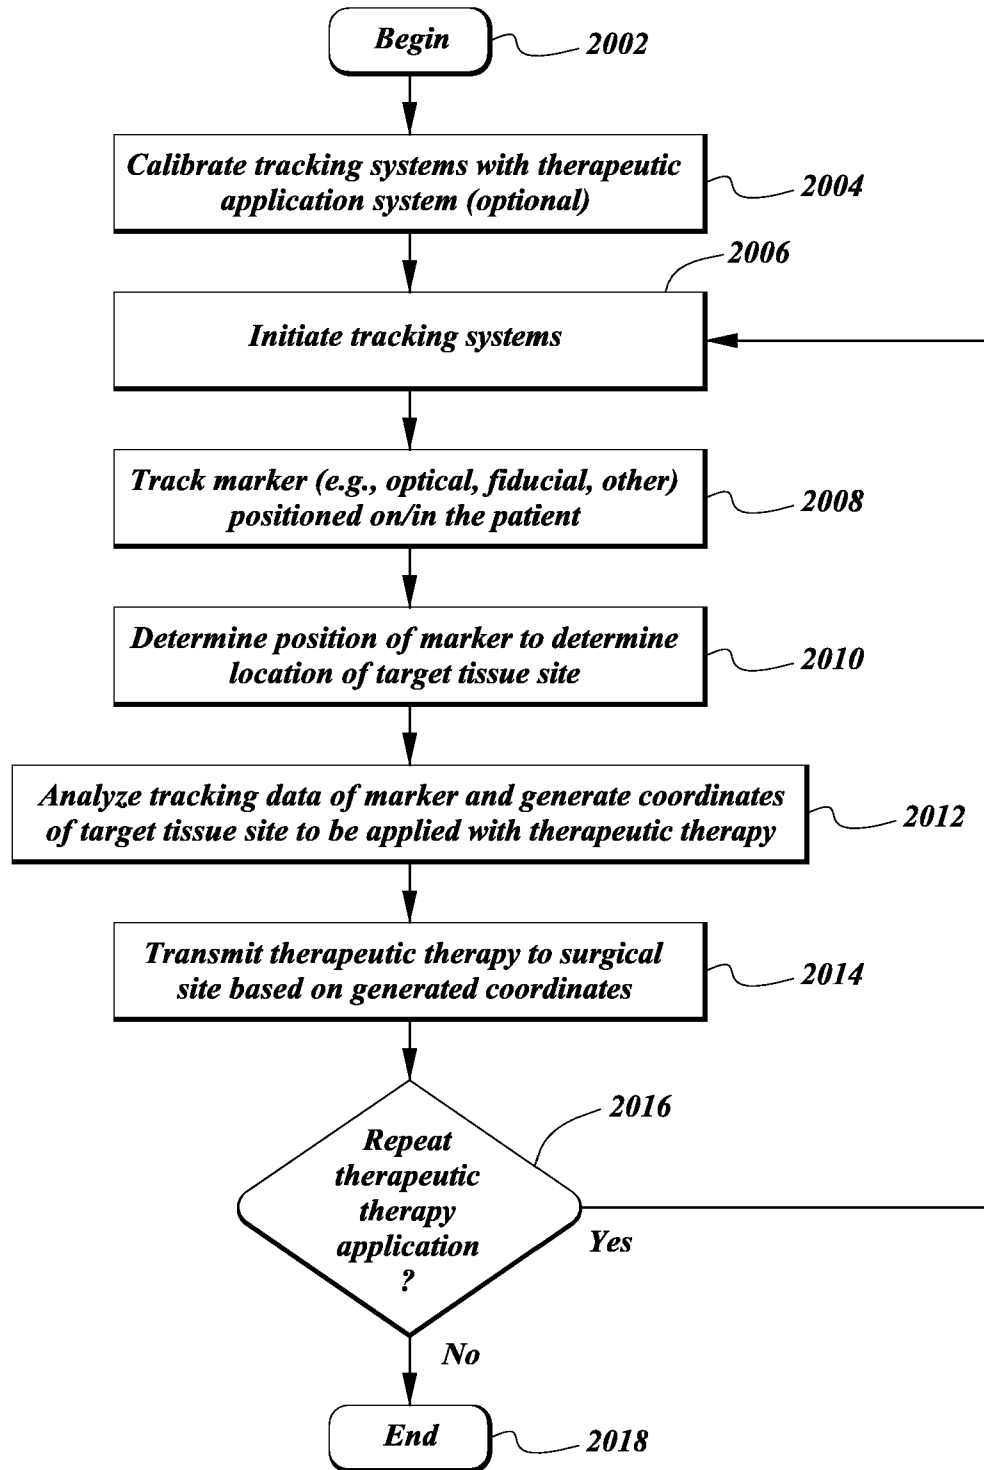 Begin
2002
Calibrate tracking systems with therapeutic
application system (optional)
2004
2006
Initiate tracking systems
Track marker (e.g., optical, fiducial, other)
positioned on/in the patient
2008
Determine position of marker to determine
location of target tissue site
2010
Analyze tracking data of marker and generate coordinates
of target tissue site to be applied with therapeutic therapy
2012
Transmit therapeutic therapy to surgical
site based on generated coordinates
2014
2016
Repeat
therapeutic
therapy
application
?
Yes
No
End
2018